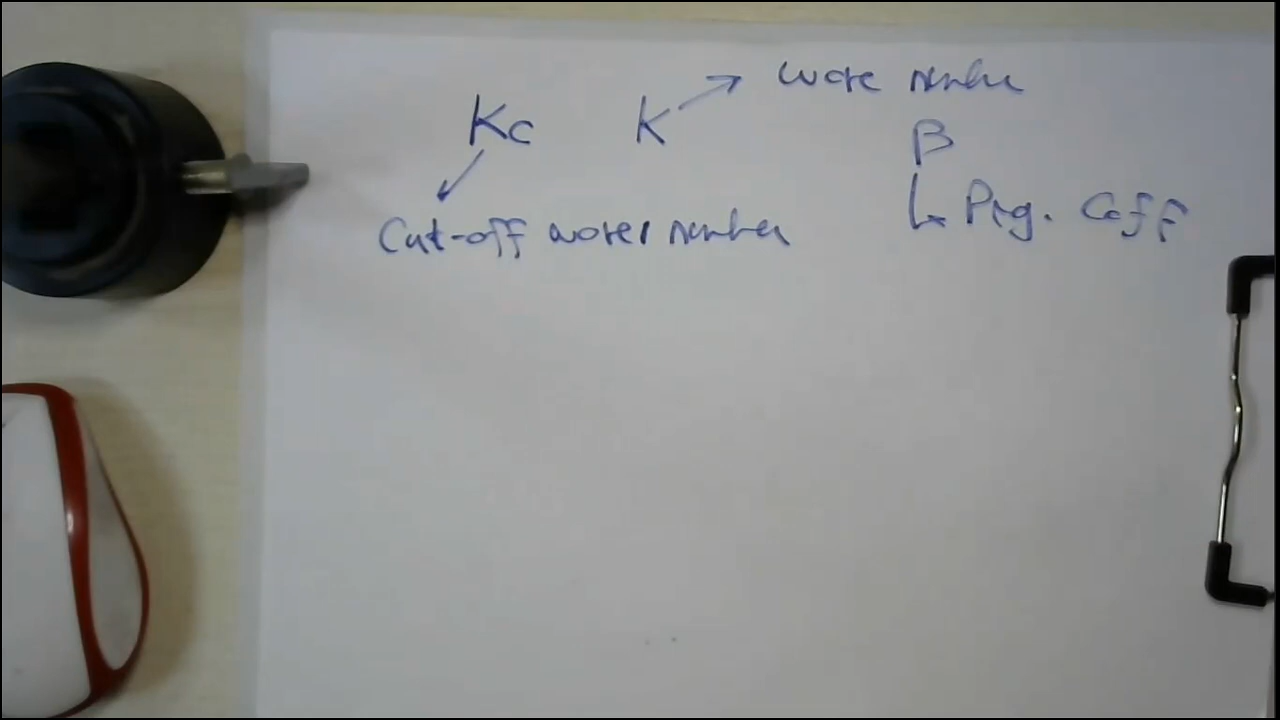 Kc K → wave number
β
↳ Prg. Coff
Cut-off wave number